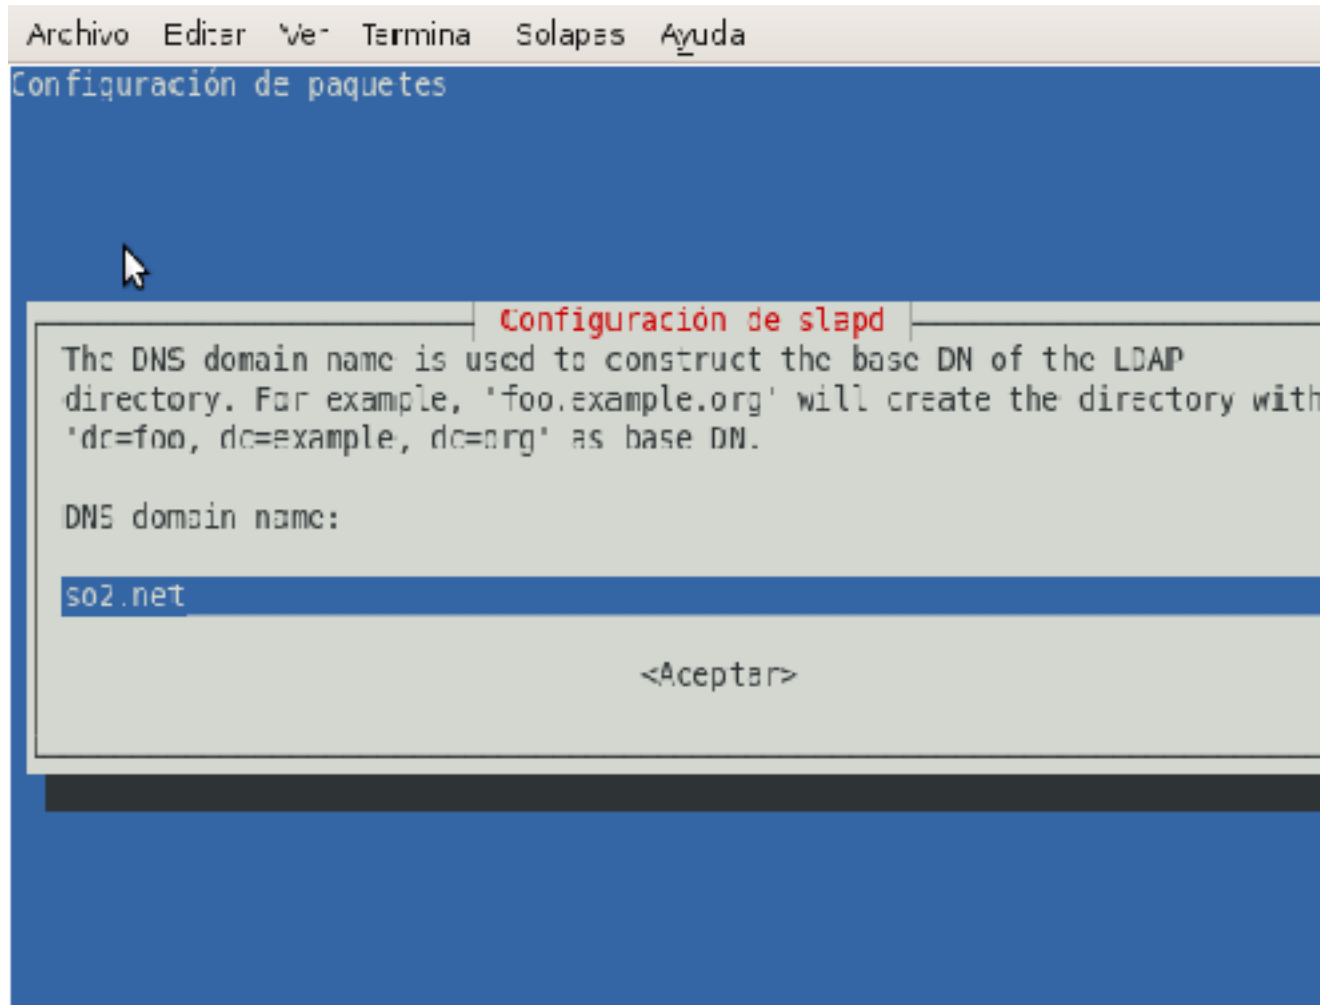 Archivo Editar Ver Termina Solapas Ayuda
Configuración de paquetes
Configuración de slapd
The DNS domain name is used to construct the base DN of the LDAP
directory. For example, 'foo.example.org' will create the directory with
'dc=foo, dc=example, dc=org' as base DN.
DNS domain name:
so2.net
<Aceptar>